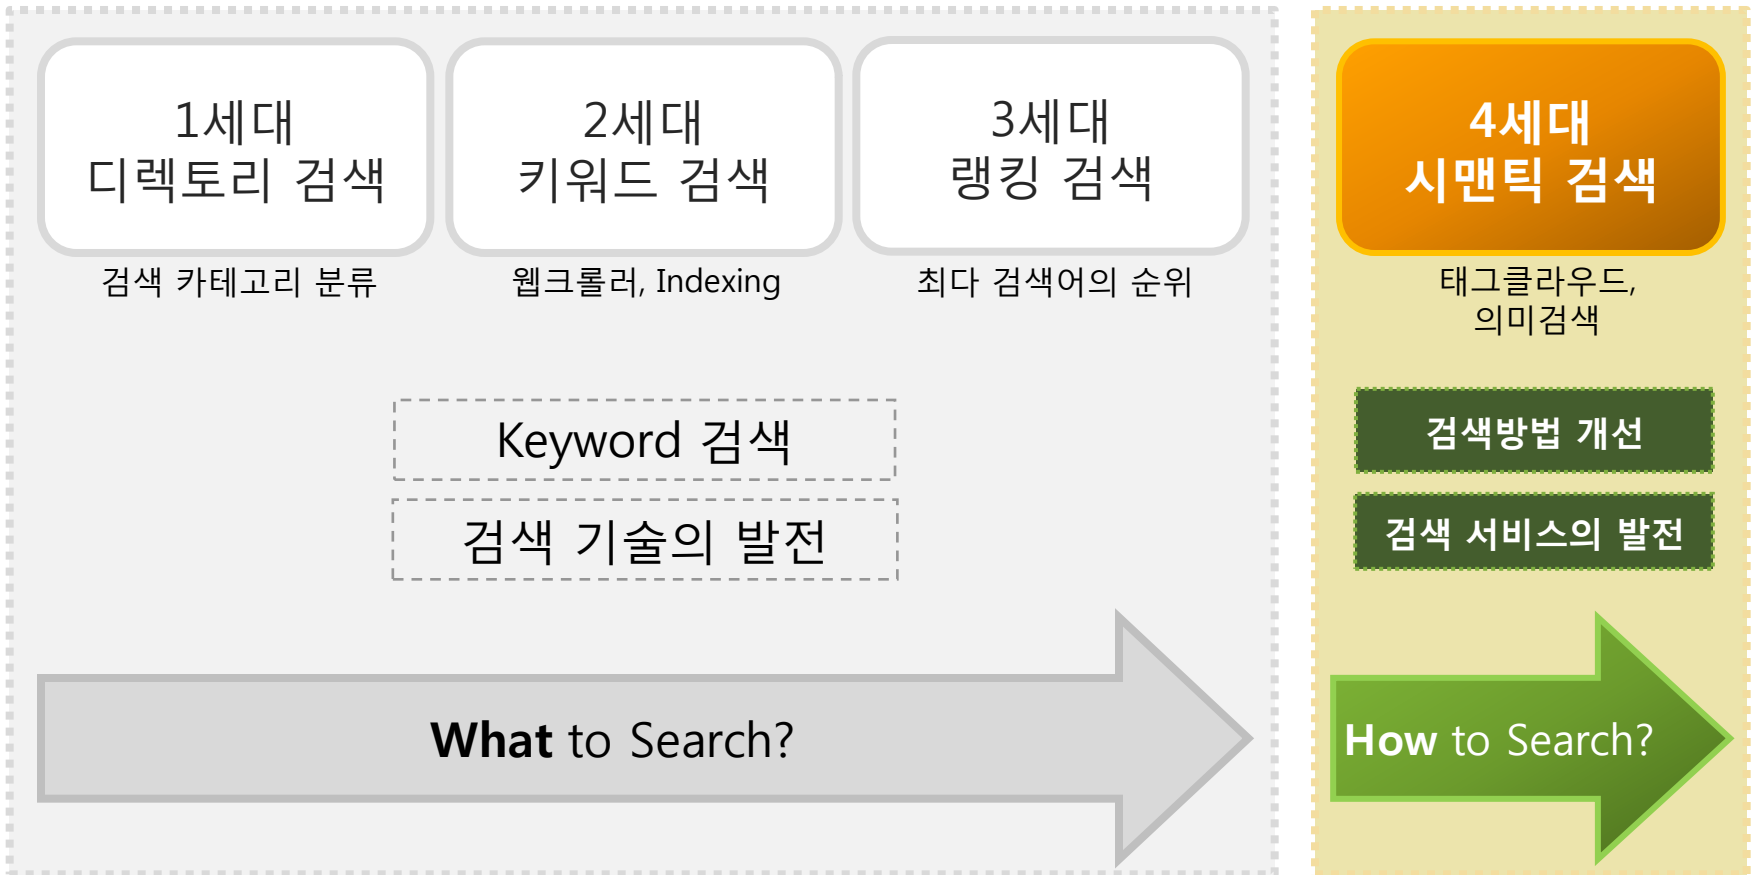 1세대
디렉토리 검색
검색 카테고리 분류
2세대
키워드 검색
웹크롤러, Indexing
3세대
랭킹 검색
최다 검색어의 순위
Keyword 검색
검색 기술의 발전
What to Search?
4세대
시맨틱 검색
태그클라우드,
의미검색
검색방법 개선
검색 서비스의 발전
How to Search?